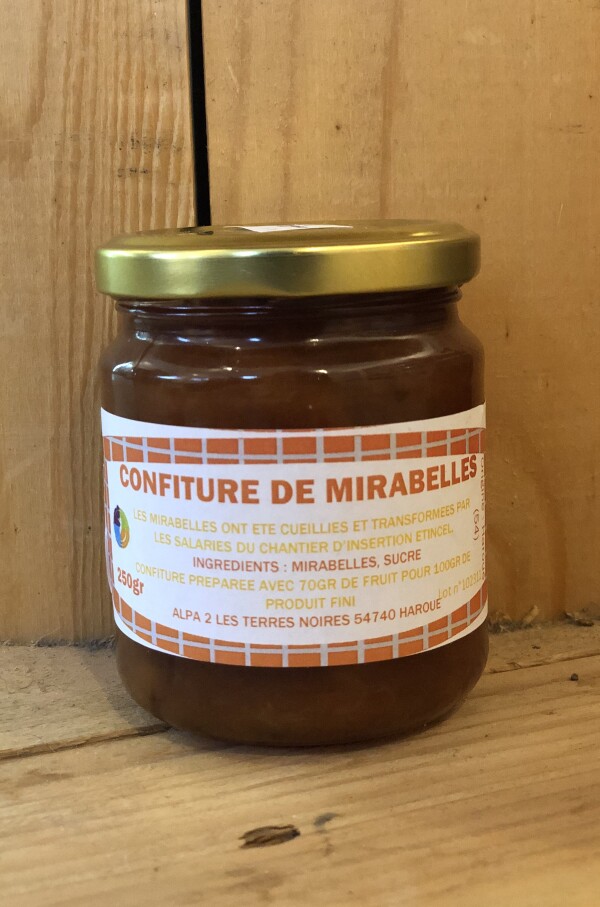 CONFITURE DE MIRABELLES
LES MIRABELLES ONT ETE CUEILLIES ET TRANSFORMEES PAR
LES SALARIES DU CHANTIER D'INSERTION ETINCEL.
INGREDIENTS : MIRABELLES, SUCRE
CONFITURE PREPAREE AVEC 70GR DE FRUIT POUR 100GR DE
PRODUIT FINI
250gr
ALPA 2 LES TERRES NOIRES 54740 HAROUE
Lot n°